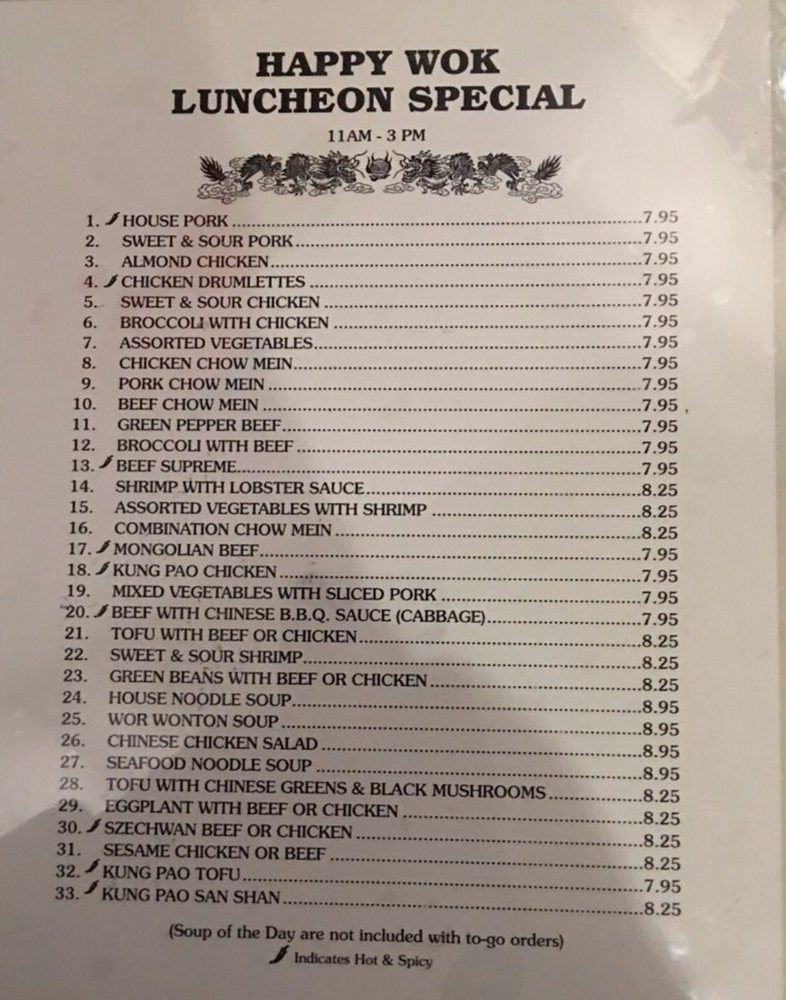 HAPPY WOK
LUNCHEON SPECIAL
11AM - 3 PM
1. HOUSE PORK 7.95
2. SWEET & SOUR PORK 7.95
3. ALMOND CHICKEN 7.95
4. CHICKEN DRUMLETTES 7.95
5. SWEET & SOUR CHICKEN 7.95
6. BROCCOLI WITH CHICKEN 7.95
7. ASSORTED VEGETABLES 7.95
8. CHICKEN CHOW MEIN 7.95
9. PORK CHOW MEIN 7.95
10. BEEF CHOW MEIN 7.95
11. GREEN PEPPER BEEF 7.95
12. BROCCOLI WITH BEEF 7.95
13. BEEF SUPREME 7.95
14. SHRIMP WITH LOBSTER SAUCE 8.25
15. ASSORTED VEGETABLES WITH SHRIMP 8.25
16. COMBINATION CHOW MEIN 8.25
17. MONGOLIAN BEEF 7.95
18. KUNG PAO CHICKEN 7.95
19. MIXED VEGETABLES WITH SLICED PORK 7.95
20. BEEF WITH CHINESE B.B.Q. SAUCE (CABBAGE) 7.95
21. TOFU WITH BEEF OR CHICKEN 8.25
22. SWEET & SOUR SHRIMP 8.25
23. GREEN BEANS WITH BEEF OR CHICKEN 8.25
24. HOUSE NOODLE SOUP 8.95
25. WOR WONTON SOUP 8.95
26. CHINESE CHICKEN SALAD 8.95
27. SEAFOOD NOODLE SOUP 8.95
28. TOFU WITH CHINESE GREENS & BLACK MUSHROOMS 8.25
29. EGGPLANT WITH BEEF OR CHICKEN 8.25
30. SZECHWAN BEEF OR CHICKEN 8.25
31. SESAME CHICKEN OR BEEF 8.25
32. KUNG PAO TOFU 7.95
33. KUNG PAO SAN SHAN 8.25
(Soup of the Day are not included with to-go orders)
Indicates Hot & Spicy